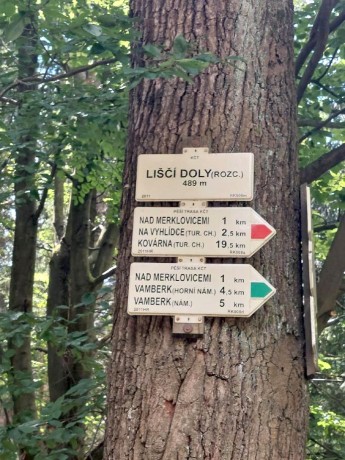 KČT
LIŠČÍ DOLY (ROZC.)
489 m
PĚŠÍ TRASA KČT
NAD MERKLOVICEMI 1 km
NA VYHLÍDCE (TUR. CH.) 2,5 km
KOVÁRNA (TUR. CH.) 19,5 km
PĚŠÍ TRASA KČT
NAD MERKLOVICEMI 1 km
VAMBERK (HORNÍ NÁM.) 4,5 km
VAMBERK (NÁM.) 5 km